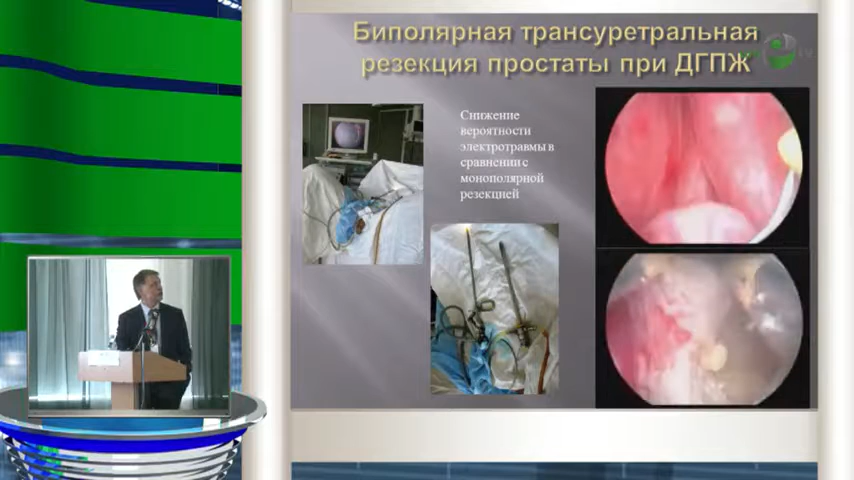 Биполярная трансуретральная
резекция простаты при ДГПЖ
Снижение
вероятности
электротравмы в
сравнении с
монополярной
резекцией